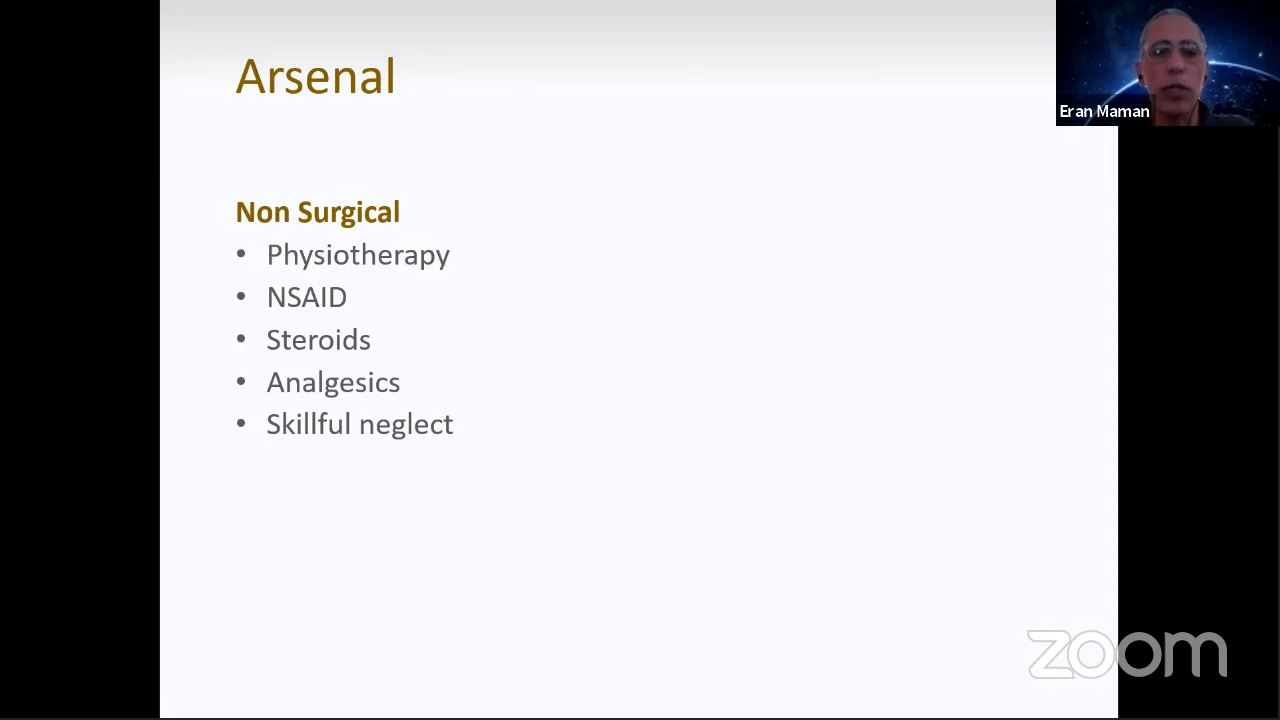 Arsenal
Eran Maman
Non Surgical
• Physiotherapy
• NSAID
• Steroids
• Analgesics
• Skillful neglect
zoom